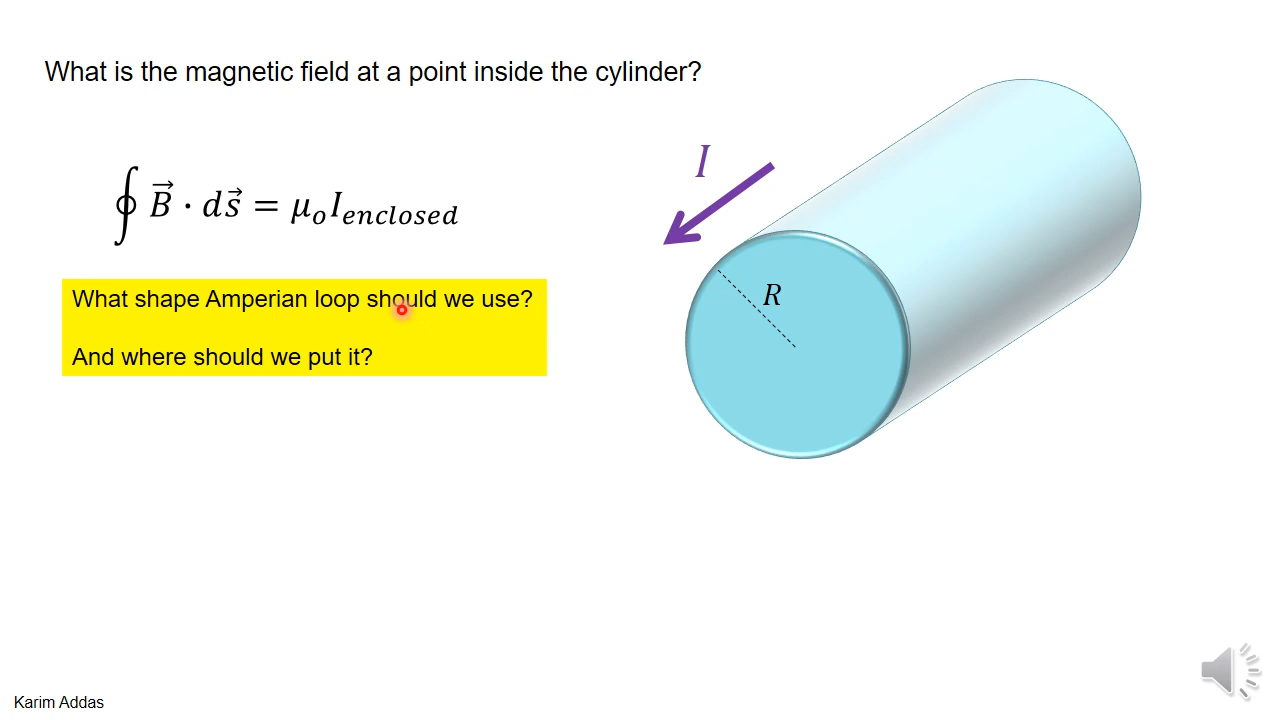 What is the magnetic field at a point inside the cylinder?
I
∮ B⃗ · ds⃗ = μₒI_enclosed
What shape Amperian loop should we use?
R
And where should we put it?
Karim Addas